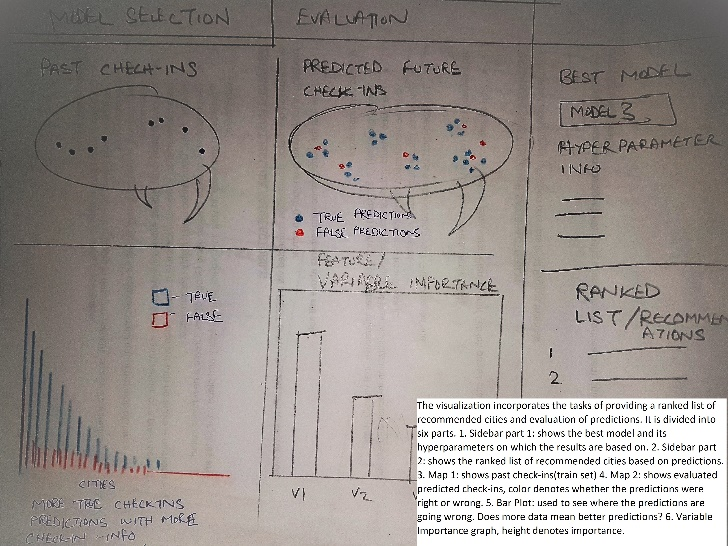 MODEL SELECTION
EVALUATION
PAST CHECK-INS
PREDICTED FUTURE
CHECK-INS
TRUE PREDICTIONS
FALSE PREDICTIONS
BEST MODEL
MODEL 3
HYPERPARAMETER
INFO
TRUE
FALSE
CITIES
MORE TRUE CHECKINS
PREDICTIONS WITH MORE
CHECK-IN INFO
FEATURE/
VARIABLE IMPORTANCE
V1
V2
RANKED
LIST/RECOMMEN
ATIONS
1
2
The visualization incorporates the tasks of providing a ranked list of
recommended cities and evaluation of predictions. It is divided into
six parts. 1. Sidebar part 1: shows the best model and its
hyperparameters on which the results are based on. 2. Sidebar part
2: shows the ranked list of recommended cities based on predictions.
3. Map 1: shows past check-ins(train set) 4. Map 2: shows evaluated
predicted check-ins, color denotes whether the predictions were
right or wrong. 5. Bar Plot: used to see where the predictions are
going wrong. Does more data mean better predictions? 6. Variable
Importance graph, height denotes importance.